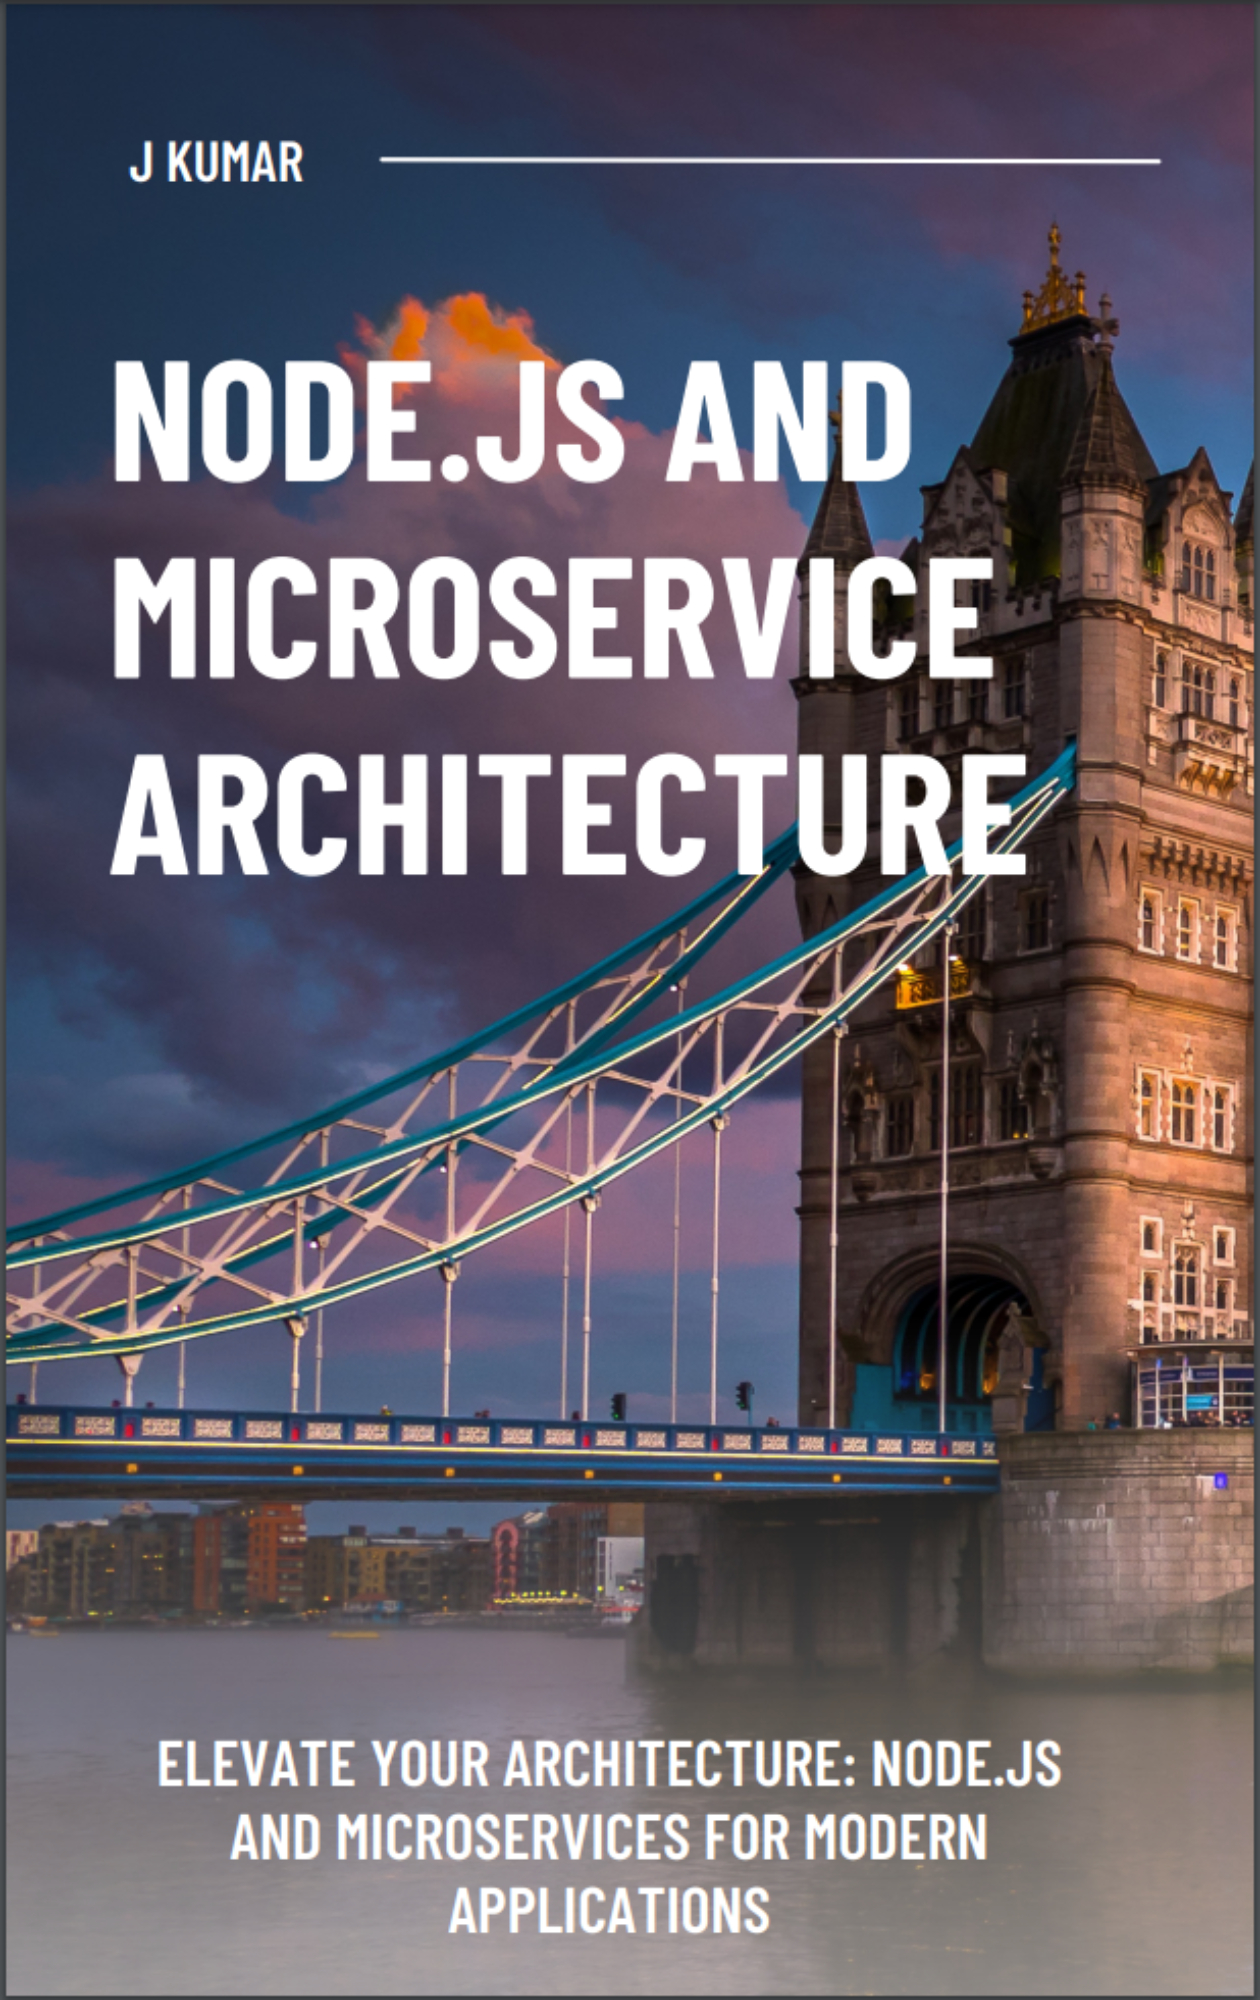 J KUMAR
NODE.JS AND
MICROSERVICE
ARCHITECTURE
ELEVATE YOUR ARCHITECTURE: NODE.JS
AND MICROSERVICES FOR MODERN
APPLICATIONS